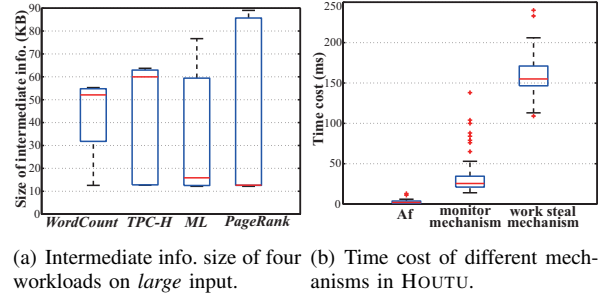 Size of intermediate info. (KB)
90
80
70
60
50
40
30
20
10
0
WordCount TPC-H ML PageRank
Time cost (ms)
250
200
150
100
50
0
Af
monitor
mechanism
work steal
mechanism
(a) Intermediate info. size of four
workloads on large input.
(b) Time cost of different mech-
anisms in HOUTU.